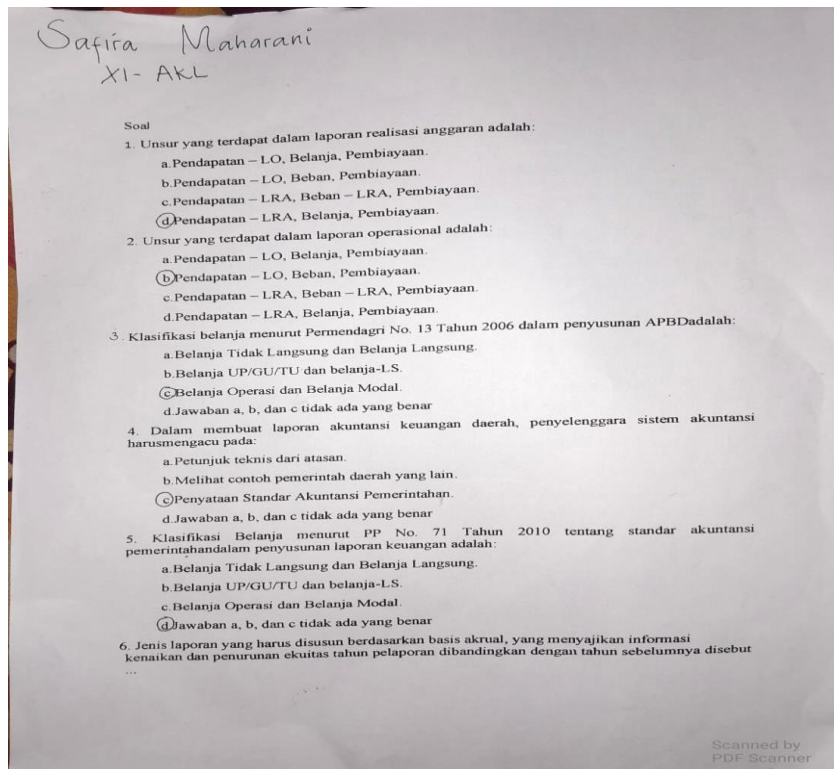 Safira Maharani
XI - AKL
Soal
1. Unsur yang terdapat dalam laporan realisasi anggaran adalah:
a.Pendapatan – LO, Belanja, Pembiayaan.
b.Pendapatan – LO, Beban, Pembiayaan.
c.Pendapatan – LRA, Beban – LRA, Pembiayaan.
d.Pendapatan – LRA, Belanja, Pembiayaan.
2. Unsur yang terdapat dalam laporan operasional adalah:
a.Pendapatan – LO, Belanja, Pembiayaan.
b.Pendapatan – LO, Beban, Pembiayaan.
c.Pendapatan – LRA, Beban – LRA, Pembiayaan.
d.Pendapatan – LRA, Belanja, Pembiayaan.
3. Klasifikasi belanja menurut Permendagri No. 13 Tahun 2006 dalam penyusunan APBDadalah:
a.Belanja Tidak Langsung dan Belanja Langsung.
b.Belanja UP/GU/TU dan belanja-LS.
c.Belanja Operasi dan Belanja Modal.
d.Jawaban a, b, dan c tidak ada yang benar
4. Dalam membuat laporan akuntansi keuangan daerah, penyelenggara sistem akuntansi
harusmengacu pada:
a.Petunjuk teknis dari atasan.
b.Melihat contoh pemerintah daerah yang lain.
c.Penyataan Standar Akuntansi Pemerintahan.
d.Jawaban a, b, dan c tidak ada yang benar
5. Klasifikasi Belanja menurut PP No. 71 Tahun 2010 tentang standar akuntansi
pemerintahandalam penyusunan laporan keuangan adalah:
a.Belanja Tidak Langsung dan Belanja Langsung.
b.Belanja UP/GU/TU dan belanja-LS.
c.Belanja Operasi dan Belanja Modal.
d.Jawaban a, b, dan c tidak ada yang benar
6. Jenis laporan yang harus disusun berdasarkan basis akrual, yang menyajikan informasi
kenaikan dan penurunan ekuitas tahun pelaporan dibandingkan dengan tahun sebelumnya disebut
...
Scanned by
PDF Scanner